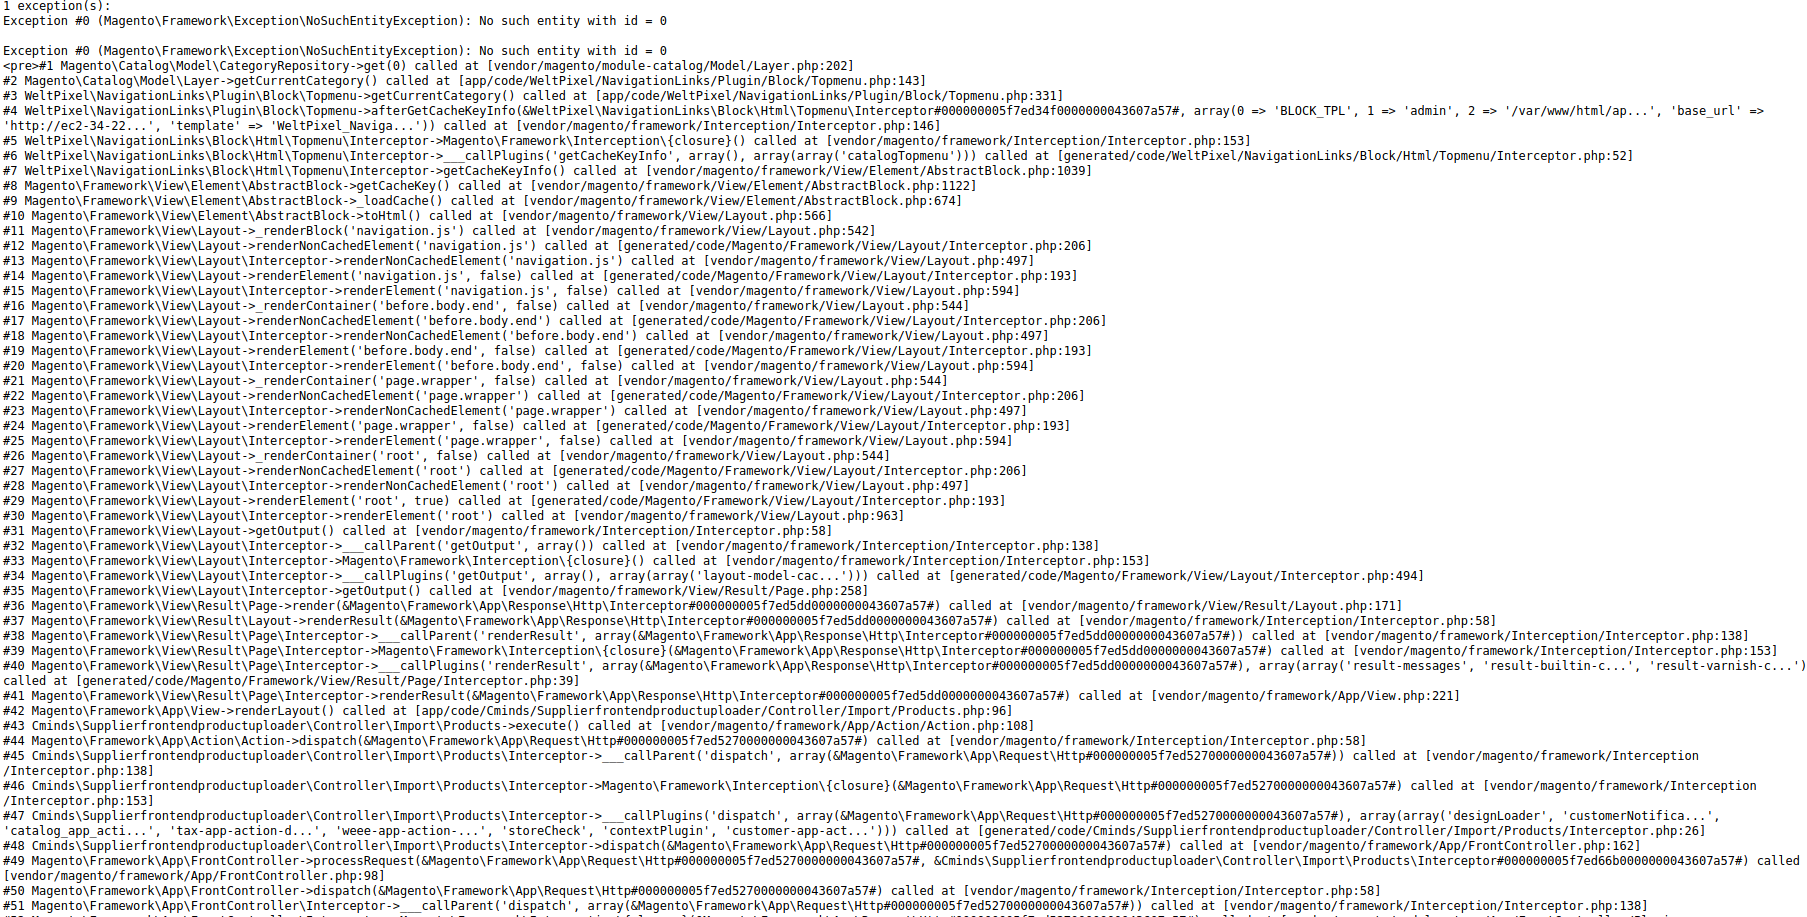 1 exception(s):
Exception #0 (Magento\Framework\Exception\NoSuchEntityException): No such entity with id = 0
Exception #0 (Magento\Framework\Exception\NoSuchEntityException): No such entity with id = 0
<pre>#1 Magento\Catalog\Model\CategoryRepository->get(0) called at [vendor/magento/module-catalog/Model/Layer.php:202]
#2 Magento\Catalog\Model\Layer->getCurrentCategory() called at [app/code/WeltPixel/NavigationLinks/Plugin/Block/Topmenu.php:143]
#3 WeltPixel\NavigationLinks\Plugin\Block\Topmenu->getCurrentCategory() called at [app/code/WeltPixel/NavigationLinks/Plugin/Block/Topmenu.php:331]
#4 WeltPixel\NavigationLinks\Plugin\Block\Topmenu->afterGetCacheKeyInfo(&WeltPixel\NavigationLinks\Block\Html\Topmenu\Interceptor#000000005f7ed34f0000000043607a57#, array(0 => 'BLOCK_TPL', 1 => 'admin', 2 => '/var/www/html/ap...', 'base_url' =>
'http://ec2-34-22...', 'template' => 'WeltPixel_Naviga...')) called at [vendor/magento/framework/Interception/Interceptor.php:146]
#5 WeltPixel\NavigationLinks\Block\Html\Topmenu\Interceptor->Magento\Framework\Interception\{closure}() called at [vendor/magento/framework/Interception/Interceptor.php:153]
#6 WeltPixel\NavigationLinks\Block\Html\Topmenu\Interceptor->___callPlugins('getCacheKeyInfo', array(), array(array('catalogTopmenu'))) called at [generated/code/WeltPixel/NavigationLinks/Block/Html/Topmenu/Interceptor.php:52]
#7 WeltPixel\NavigationLinks\Block\Html\Topmenu\Interceptor->getCacheKeyInfo() called at [vendor/magento/framework/View/Element/AbstractBlock.php:1039]
#8 Magento\Framework\View\Element\AbstractBlock->getCacheKey() called at [vendor/magento/framework/View/Element/AbstractBlock.php:1122]
#9 Magento\Framework\View\Element\AbstractBlock->_loadCache() called at [vendor/magento/framework/View/Element/AbstractBlock.php:674]
#10 Magento\Framework\View\Element\AbstractBlock->toHtml() called at [vendor/magento/framework/View/Layout.php:566]
#11 Magento\Framework\View\Layout->_renderBlock('navigation.js') called at [vendor/magento/framework/View/Layout.php:542]
#12 Magento\Framework\View\Layout->renderNonCachedElement('navigation.js') called at [generated/code/Magento/Framework/View/Layout/Interceptor.php:206]
#13 Magento\Framework\View\Layout\Interceptor->renderNonCachedElement('navigation.js') called at [vendor/magento/framework/View/Layout.php:497]
#14 Magento\Framework\View\Layout->renderElement('navigation.js', false) called at [generated/code/Magento/Framework/View/Layout/Interceptor.php:193]
#15 Magento\Framework\View\Layout\Interceptor->renderElement('navigation.js', false) called at [vendor/magento/framework/View/Layout.php:594]
#16 Magento\Framework\View\Layout->_renderContainer('before.body.end', false) called at [vendor/magento/framework/View/Layout.php:544]
#17 Magento\Framework\View\Layout->renderNonCachedElement('before.body.end') called at [generated/code/Magento/Framework/View/Layout/Interceptor.php:206]
#18 Magento\Framework\View\Layout\Interceptor->renderNonCachedElement('before.body.end') called at [vendor/magento/framework/View/Layout.php:497]
#19 Magento\Framework\View\Layout->renderElement('before.body.end', false) called at [generated/code/Magento/Framework/View/Layout/Interceptor.php:193]
#20 Magento\Framework\View\Layout\Interceptor->renderElement('before.body.end', false) called at [vendor/magento/framework/View/Layout.php:594]
#21 Magento\Framework\View\Layout->_renderContainer('page.wrapper', false) called at [vendor/magento/framework/View/Layout.php:544]
#22 Magento\Framework\View\Layout->renderNonCachedElement('page.wrapper') called at [generated/code/Magento/Framework/View/Layout/Interceptor.php:206]
#23 Magento\Framework\View\Layout\Interceptor->renderNonCachedElement('page.wrapper') called at [vendor/magento/framework/View/Layout.php:497]
#24 Magento\Framework\View\Layout->renderElement('page.wrapper', false) called at [generated/code/Magento/Framework/View/Layout/Interceptor.php:193]
#25 Magento\Framework\View\Layout\Interceptor->renderElement('page.wrapper', false) called at [vendor/magento/framework/View/Layout.php:594]
#26 Magento\Framework\View\Layout->_renderContainer('root', false) called at [vendor/magento/framework/View/Layout.php:544]
#27 Magento\Framework\View\Layout->renderNonCachedElement('root') called at [generated/code/Magento/Framework/View/Layout/Interceptor.php:206]
#28 Magento\Framework\View\Layout\Interceptor->renderNonCachedElement('root') called at [vendor/magento/framework/View/Layout.php:497]
#29 Magento\Framework\View\Layout->renderElement('root', true) called at [generated/code/Magento/Framework/View/Layout/Interceptor.php:193]
#30 Magento\Framework\View\Layout\Interceptor->renderElement('root') called at [vendor/magento/framework/View/Layout.php:963]
#31 Magento\Framework\View\Layout->getOutput() called at [vendor/magento/framework/Interception/Interceptor.php:58]
#32 Magento\Framework\View\Layout\Interceptor->___callParent('getOutput', array()) called at [vendor/magento/framework/Interception/Interceptor.php:138]
#33 Magento\Framework\View\Layout\Interceptor->Magento\Framework\Interception\{closure}() called at [vendor/magento/framework/Interception/Interceptor.php:153]
#34 Magento\Framework\View\Layout\Interceptor->___callPlugins('getOutput', array(), array(array('layout-model-cac...'))) called at [generated/code/Magento/Framework/View/Layout/Interceptor.php:494]
#35 Magento\Framework\View\Layout\Interceptor->getOutput() called at [vendor/magento/framework/View/Result/Page.php:258]
#36 Magento\Framework\View\Result\Page->render(&Magento\Framework\App\Response\Http\Interceptor#000000005f7ed5dd0000000043607a57#) called at [vendor/magento/framework/View/Result/Layout.php:171]
#37 Magento\Framework\View\Result\Layout->renderResult(&Magento\Framework\App\Response\Http\Interceptor#000000005f7ed5dd0000000043607a57#) called at [vendor/magento/framework/Interception/Interceptor.php:58]
#38 Magento\Framework\View\Result\Page\Interceptor->___callParent('renderResult', array(&Magento\Framework\App\Response\Http\Interceptor#000000005f7ed5dd0000000043607a57#)) called at [vendor/magento/framework/Interception/Interceptor.php:138]
#39 Magento\Framework\View\Result\Page\Interceptor->Magento\Framework\Interception\{closure}(&Magento\Framework\App\Response\Http\Interceptor#000000005f7ed5dd0000000043607a57#) called at [vendor/magento/framework/Interception/Interceptor.php:153]
#40 Magento\Framework\View\Result\Page\Interceptor->___callPlugins('renderResult', array(&Magento\Framework\App\Response\Http\Interceptor#000000005f7ed5dd0000000043607a57#), array(array('result-messages', 'result-builtin-c...', 'result-varnish-c...')
called at [generated/code/Magento/Framework/View/Result/Page/Interceptor.php:39]
#41 Magento\Framework\View\Result\Page\Interceptor->renderResult(&Magento\Framework\App\Response\Http\Interceptor#000000005f7ed5dd0000000043607a57#) called at [vendor/magento/framework/App/View.php:221]
#42 Magento\Framework\App\View->renderLayout() called at [app/code/Cminds/Supplierfrontendproductuploader/Controller/Import/Products.php:96]
#43 Cminds\Supplierfrontendproductuploader\Controller\Import\Products->execute() called at [vendor/magento/framework/App/Action/Action.php:108]
#44 Magento\Framework\App\Action\Action->dispatch(&Magento\Framework\App\Request\Http#000000005f7ed5270000000043607a57#) called at [vendor/magento/framework/Interception/Interceptor.php:58]
#45 Cminds\Supplierfrontendproductuploader\Controller\Import\Products\Interceptor->___callParent('dispatch', array(&Magento\Framework\App\Request\Http#000000005f7ed5270000000043607a57#)) called at [vendor/magento/framework/Interception
/Interceptor.php:138]
#46 Cminds\Supplierfrontendproductuploader\Controller\Import\Products\Interceptor->Magento\Framework\Interception\{closure}(&Magento\Framework\App\Request\Http#000000005f7ed5270000000043607a57#) called at [vendor/magento/framework/Interception
/Interceptor.php:153]
#47 Cminds\Supplierfrontendproductuploader\Controller\Import\Products\Interceptor->___callPlugins('dispatch', array(&Magento\Framework\App\Request\Http#000000005f7ed5270000000043607a57#), array(array('designLoader', 'customerNotifica...',
'catalog_app_acti...', 'tax-app-action-d...', 'weee-app-action-...', 'storeCheck', 'contextPlugin', 'customer-app-act...'))) called at [generated/code/Cminds/Supplierfrontendproductuploader/Controller/Import/Products/Interceptor.php:26]
#48 Cminds\Supplierfrontendproductuploader\Controller\Import\Products\Interceptor->dispatch(&Magento\Framework\App\Request\Http#000000005f7ed5270000000043607a57#) called at [vendor/magento/framework/App/FrontController.php:162]
#49 Magento\Framework\App\FrontController->processRequest(&Magento\Framework\App\Request\Http#000000005f7ed5270000000043607a57#, &Cminds\Supplierfrontendproductuploader\Controller\Import\Products\Interceptor#000000005f7ed66b0000000043607a57#) called
[vendor/magento/framework/App/FrontController.php:98]
#50 Magento\Framework\App\FrontController->dispatch(&Magento\Framework\App\Request\Http#000000005f7ed5270000000043607a57#) called at [vendor/magento/framework/Interception/Interceptor.php:58]
#51 Magento\Framework\App\FrontController\Interceptor->___callParent('dispatch', array(&Magento\Framework\App\Request\Http#000000005f7ed5270000000043607a57#)) called at [vendor/magento/framework/Interception/Interceptor.php:138]